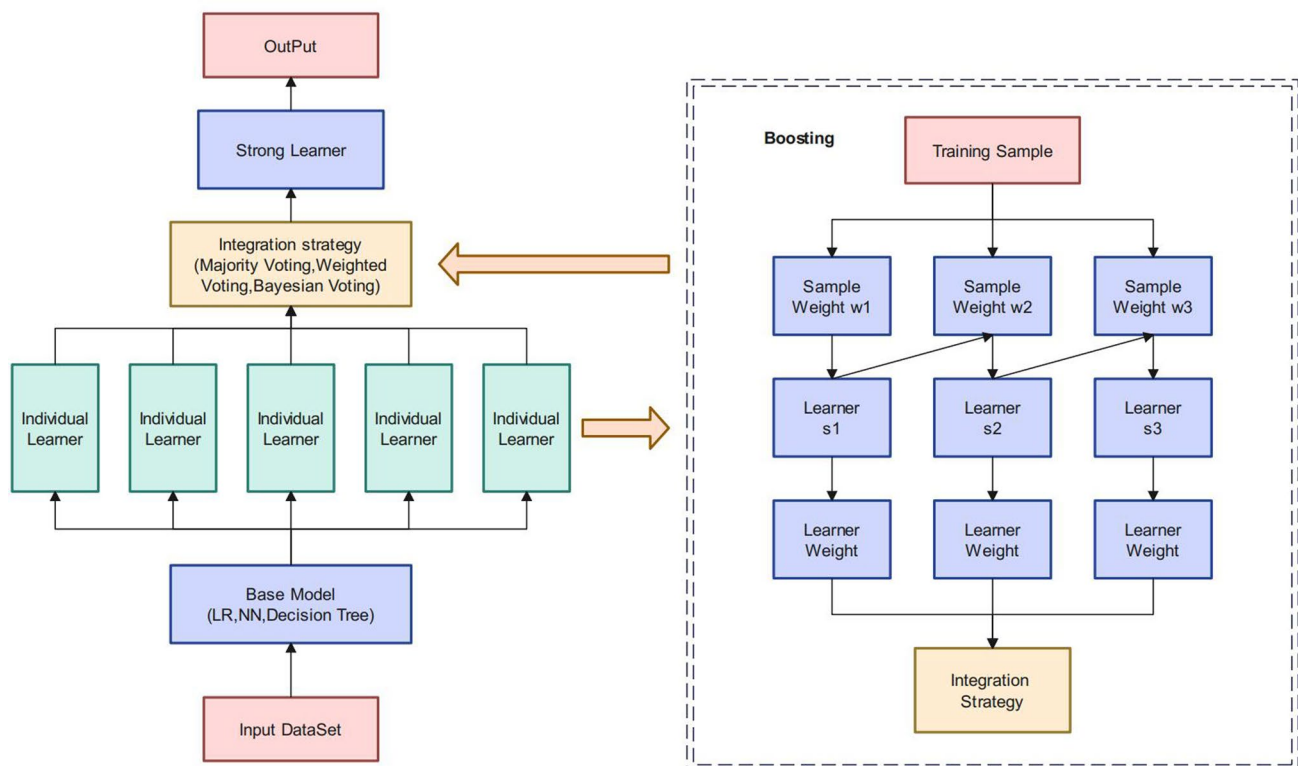 OutPut
Strong Learner
Integration strategy
(Majority Voting,Weighted
Voting,Bayesian Voting)
Individual
Learner
Individual
Learner
Individual
Learner
Individual
Learner
Individual
Learner
Base Model
(LR,NN,Decision Tree)
Input DataSet
Boosting
Training Sample
Sample
Weight w1
Sample
Weight w2
Sample
Weight w3
Learner
s1
Learner
s2
Learner
s3
Learner
Weight
Learner
Weight
Learner
Weight
Integration
Strategy